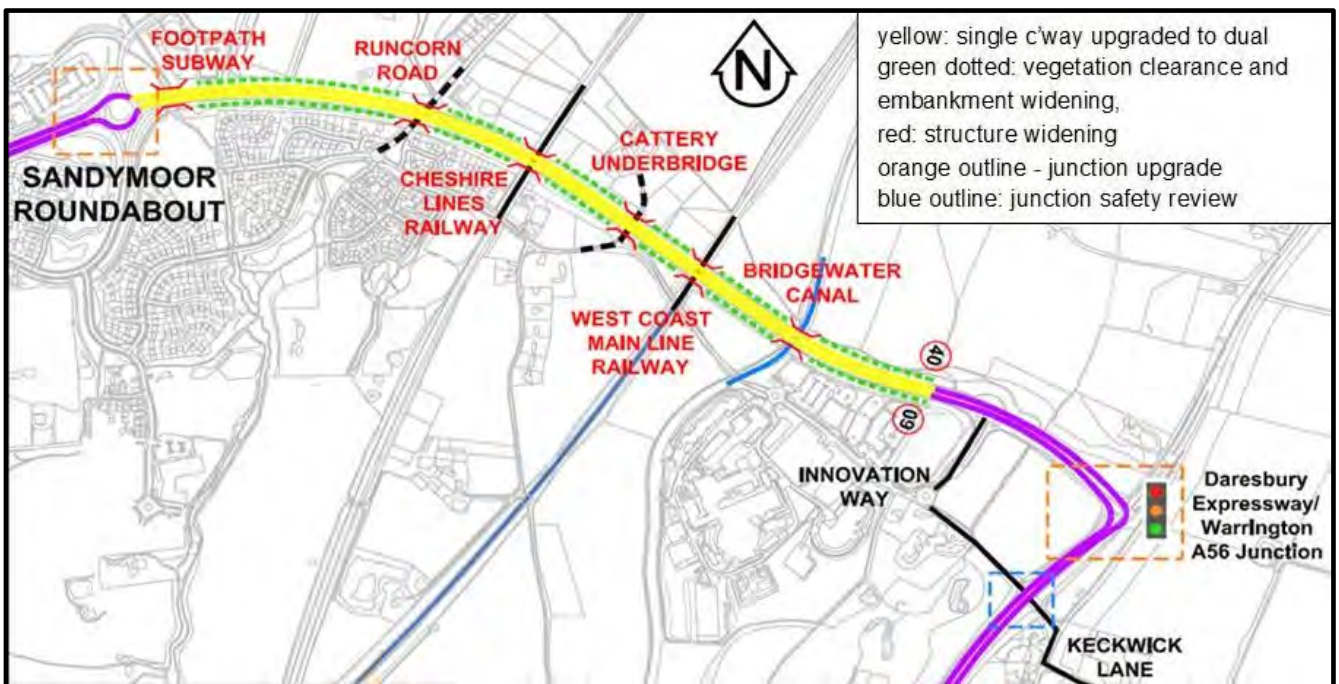 FOOTPATH
SUBWAY
RUNCORN
ROAD
N
yellow: single c'way upgraded to dual
green dotted: vegetation clearance and
embankment widening,
red: structure widening
orange outline - junction upgrade
blue outline: junction safety review
SANDYMOOR
ROUNDABOUT
CHESHIRE
LINES
RAILWAY
CATTERY
UNDERBRIDGE
WEST COAST
MAIN LINE
RAILWAY
BRIDGEWATER
CANAL
40
60
INNOVATION
WAY
Daresbury
Expressway/
Warrington
A56 Junction
KECKWICK
LANE